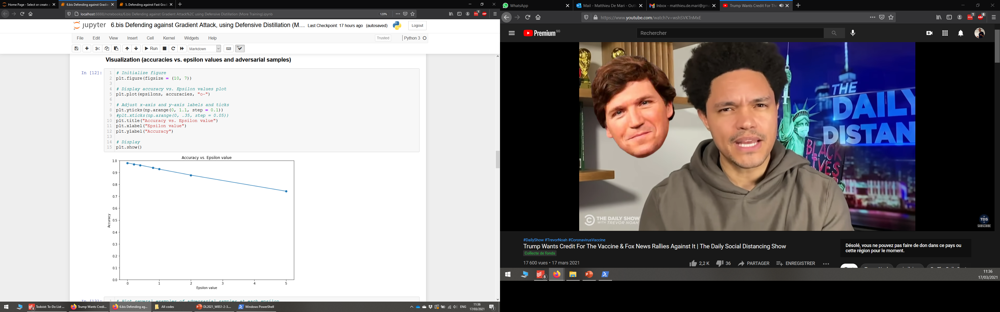 Home Page - Select or create a
6.bis Defending against Gradie
5. Defending against Fast Grad
localhost:8888/notebooks/6.bis Defending against Gradient Attack%2C using Defensive Distillation (More Training).ipynb
120%
1
ABP
jupyter 6.bis Defending against Gradient Attack, using Defensive Distillation (M... Last Checkpoint: 17 hours ago (autosaved)
Logout
File Edit View Insert Cell Kernel Widgets Help
Trusted
Python 3
Run
Markdown
Visualization (accuracies vs. epsilon values and adversarial samples)
In [12]:
1 # Initialize figure
2 plt.figure(figsize = (10, 7))
3
4 # Display accuracy vs. Epsilon values plot
5 plt.plot(epsilons, accuracies, "o-")
6
7 # Adjust x-axis and y-axis labels and ticks
8 plt.yticks(np.arange(0, 1.1, step = 0.1))
9 #plt.xticks(np.arange(0, .35, step = 0.05))
10 plt.title("Accuracy vs. Epsilon value")
11 plt.xlabel("Epsilon value")
12 plt.ylabel("Accuracy")
13
14 # Display
15 plt.show()
Accuracy vs. Epsilon value
1.0
0.9
0.8
0.7
0.6
0.5
0.4
0.3
0.2
0.1
0.0
Accuracy
0 1 2 3 4 5
Epsilon value
In [13]: 1 # Plot several examples of adversarial samples at each epsilon
8
Todoist: To-Do List ...
Trump Wants Credi...
6.bis Defending ag...
All codes
DL2021_W8S1-2-3....
Windows PowerShell
ENG
11:36
17/03/2021
3
WhatsApp
Mail - Matthieu De Mari - Outl
Inbox - matthieu.de.mari@gma
Trump Wants Credit For The
https://www.youtube.com/watch?v=wshSVKTnMxE
1
ABP
6
Premium SG
Rechercher
THE
DAILY
DISTAN
BLACK
LIVES
THE DAILY SHOW
WITH TREVOR NOAH
TDS
SUBSCRIBE
#DailyShow #TrevorNoah #CoronavirusVaccine
Trump Wants Credit For The Vaccine & Fox News Rallies Against It | The Daily Social Distancing Show
Collecte de fonds
17 600 vues • 17 mars 2021
2,2 K
36
PARTAGER
ENREGISTRER
Désolé, vous ne pouvez pas faire de don dans ce pays ou
cette région pour le moment.
8
11:36
17/03/2021